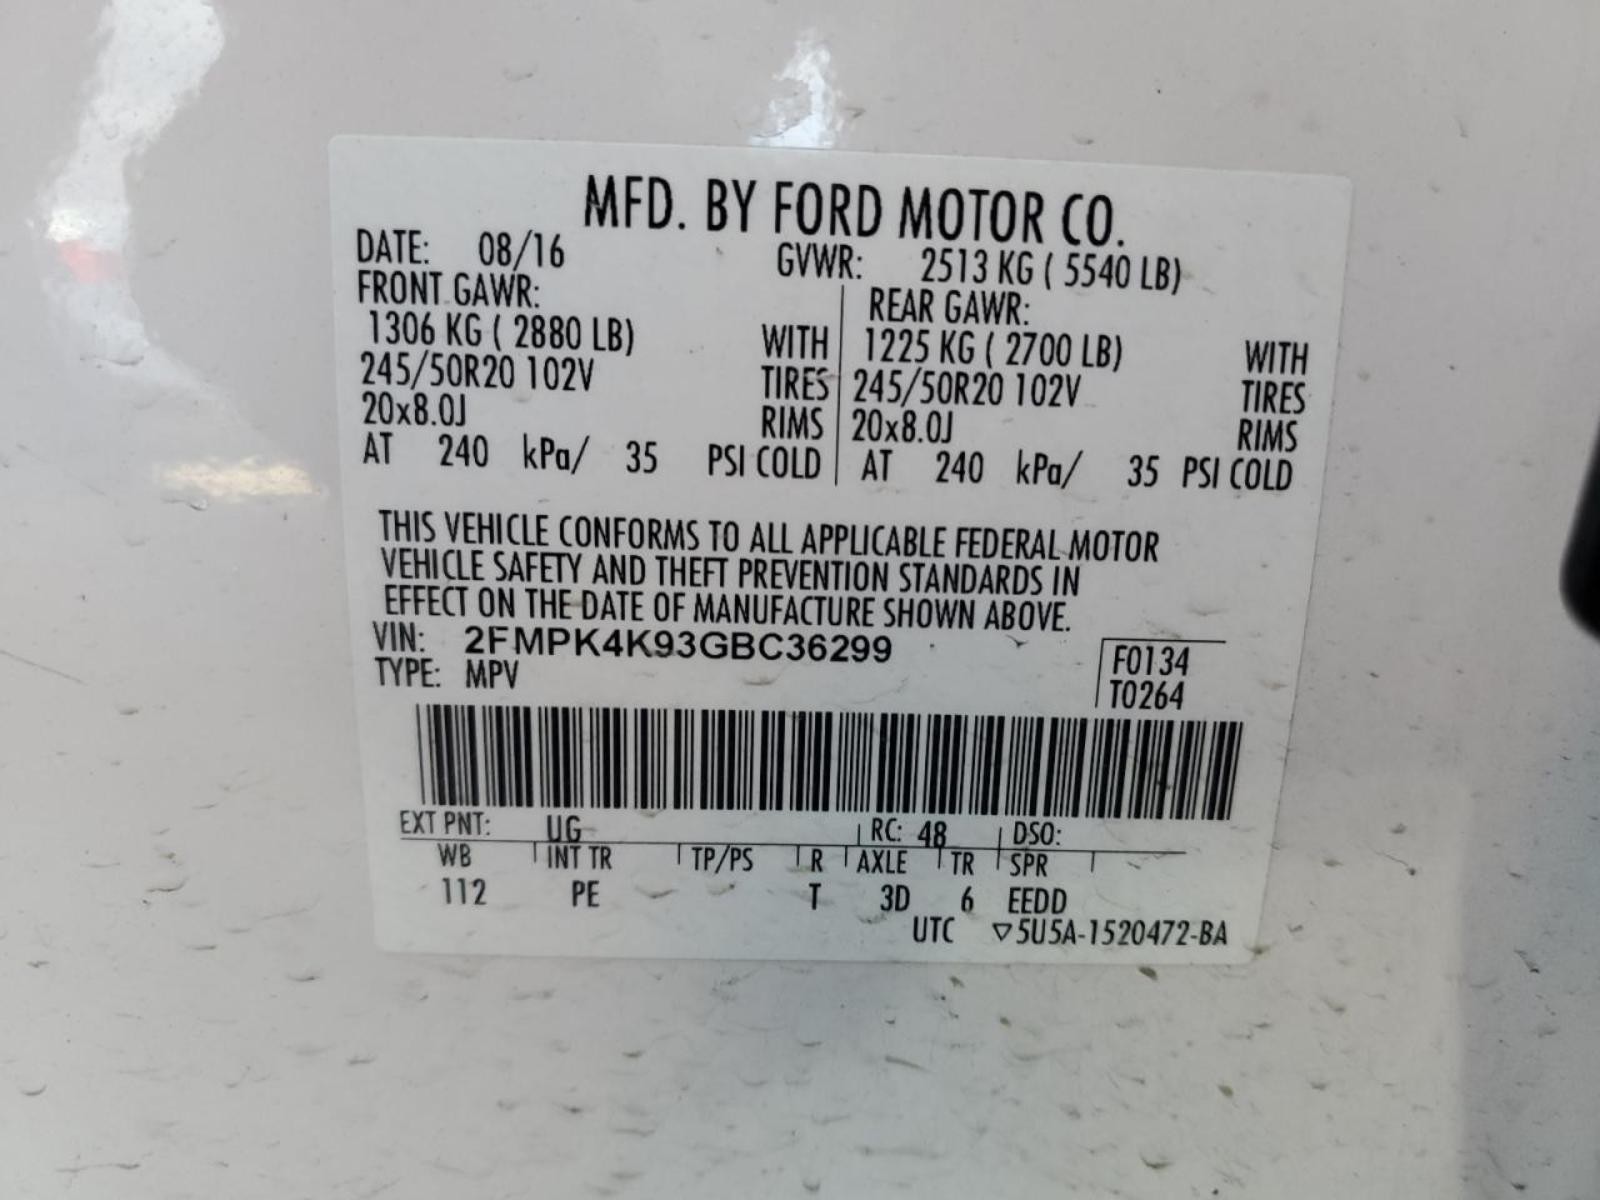 MFD. BY FORD MOTOR CO.
DATE: 08/16 GVWR: 2513 KG ( 5540 LB)
FRONT GAWR: REAR GAWR:
1306 KG ( 2880 LB) WITH 1225 KG ( 2700 LB) WITH
245/50R20 102V TIRES 245/50R20 102V TIRES
20x8.0J RIMS 20x8.0J RIMS
AT 240 kPa/ 35 PSI COLD AT 240 kPa/ 35 PSI COLD
THIS VEHICLE CONFORMS TO ALL APPLICABLE FEDERAL MOTOR
VEHICLE SAFETY AND THEFT PREVENTION STANDARDS IN
EFFECT ON THE DATE OF MANUFACTURE SHOWN ABOVE.
VIN: 2FMPK4K93GBC36299
TYPE: MPV
F0134
T0264
EXT PNT: UG RC: 48 DSO:
WB INT TR TP/PS R AXLE TR SPR
112 PE T 3D 6 EEDD
UTC ▽5U5A-1520472-BA